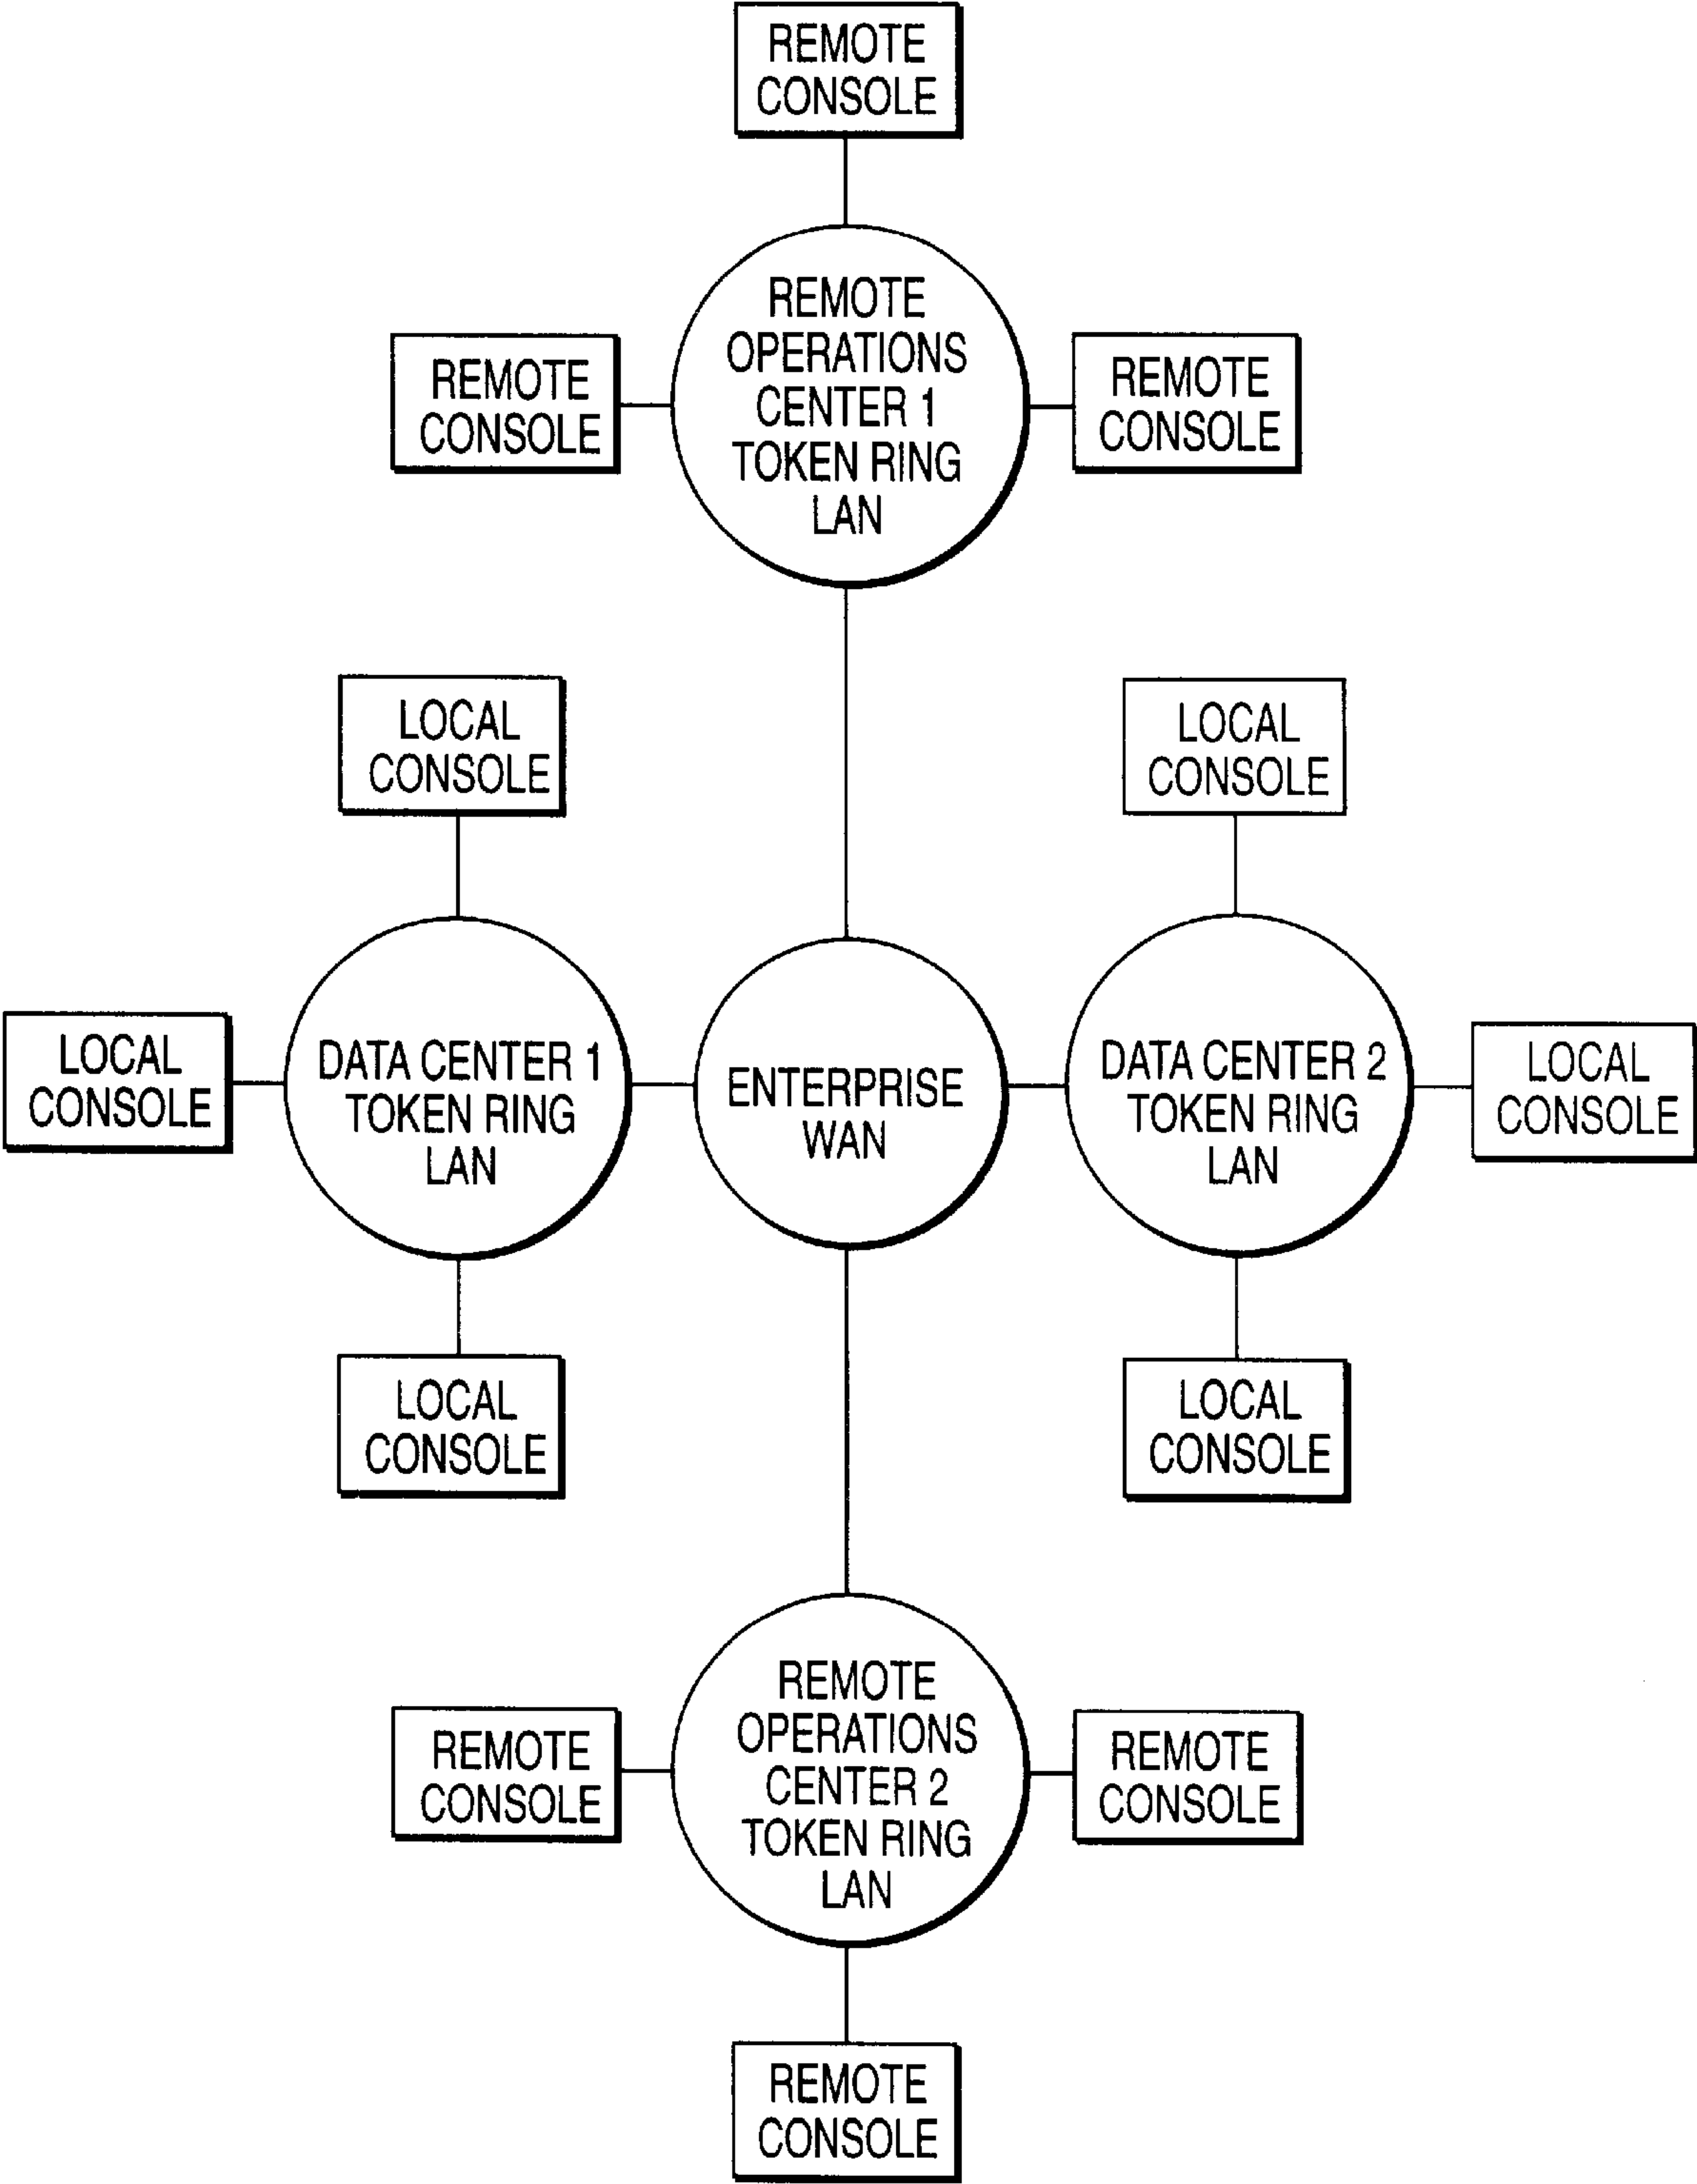 REMOTE
CONSOLE
REMOTE
OPERATIONS
CENTER 1
TOKEN RING
LAN
REMOTE
CONSOLE
REMOTE
CONSOLE
LOCAL
CONSOLE
LOCAL
CONSOLE
LOCAL
CONSOLE
DATA CENTER 1
TOKEN RING
LAN
ENTERPRISE
WAN
DATA CENTER 2
TOKEN RING
LAN
LOCAL
CONSOLE
LOCAL
CONSOLE
LOCAL
CONSOLE
REMOTE
OPERATIONS
CENTER 2
TOKEN RING
LAN
REMOTE
CONSOLE
REMOTE
CONSOLE
REMOTE
CONSOLE